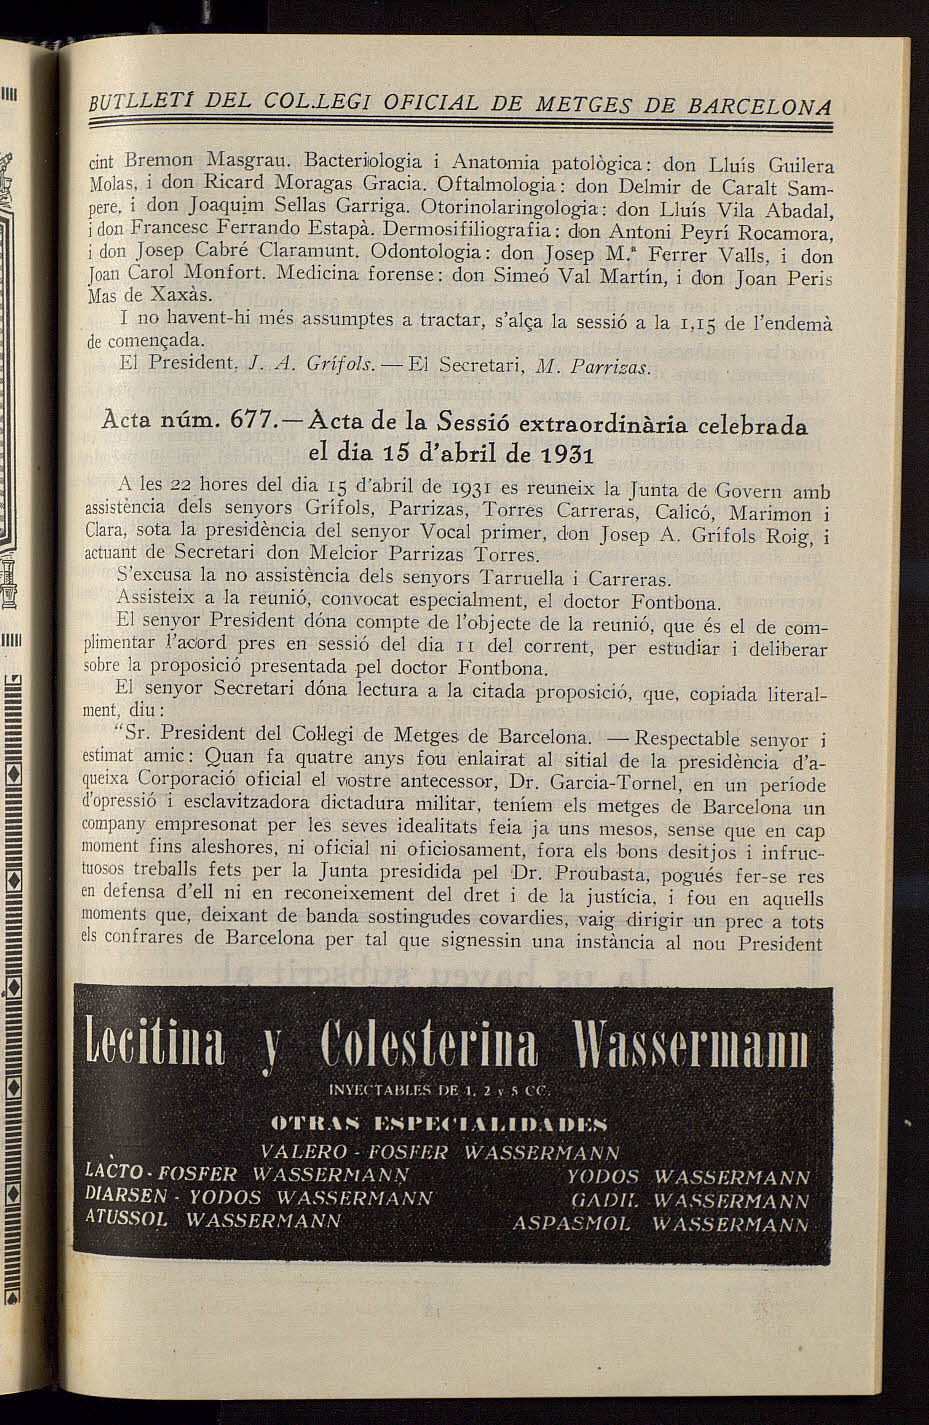 BUTLLETÍ DEL COL.LEGI OFICIAL DE METGES DE BARCELONA
cint Bremon Masgrau. Bacteriologia i Anatomia patològica: don Lluís Guilera
Molas, i don Ricard Moragas Gracia. Oftalmologia: don Delmir de Caralt Sam-
pere, i don Joaquim Sellas Garriga. Otorinolaringologia: don Lluís Vila Abadal,
i don Francesc Ferrando Estapà. Dermosifiliografia: don Antoni Peyrí Rocamora,
i don Josep Cabré Claramunt. Odontologia: don Josep M.ª Ferrer Valls, i don
Joan Carol Monfort. Medicina forense: don Simeó Val Martín, i don Joan Peris
Mas de Xaxàs.
I no havent-hi més assumptes a tractar, s'alça la sessió a la 1,15 de l'endemà
de començada.
El President, J. A. Grífols. — El Secretari, M. Parrizas.
Acta núm. 677. — Acta de la Sessió extraordinària celebrada
el dia 15 d'abril de 1931
A les 22 hores del dia 15 d'abril de 1931 es reuneix la Junta de Govern amb
assistència dels senyors Grífols, Parrizas, Torres Carreras, Calicó, Marimon i
Clara, sota la presidència del senyor Vocal primer, don Josep A. Grífols Roig, i
actuant de Secretari don Melcior Parrizas Torres.
S'excusa la no assistència dels senyors Tarruella i Carreras.
Assisteix a la reunió, convocat especialment, el doctor Fontbona.
El senyor President dóna compte de l'objecte de la reunió, que és el de com-
plimentar l'acord pres en sessió del dia 11 del corrent, per estudiar i deliberar
sobre la proposició presentada pel doctor Fontbona.
El senyor Secretari dóna lectura a la citada proposició, que, copiada literal-
ment, diu:
"Sr. President del Collegi de Metges de Barcelona. — Respectable senyor i
estimat amic: Quan fa quatre anys fou enlairat al sitial de la presidència d'a-
queixa Corporació oficial el vostre antecessor, Dr. Garcia-Tornel, en un període
d'opressió i esclavitzadora dictadura militar, teníem els metges de Barcelona un
company empresonat per les seves idealitats feia ja uns mesos, sense que en cap
moment fins aleshores, ni oficial ni oficiosament, fora els bons desitjos i infruc-
tuosos treballs fets per la Junta presidida pel Dr. Proubasta, pogués fer-se res
en defensa d'ell ni en reconeixement del dret i de la justícia, i fou en aquells
moments que, deixant de banda sostingudes covardies, vaig dirigir un prec a tots
els confrares de Barcelona per tal que signessin una instància al nou President
Lecitina y Colesterina Wassermann
INYECTABLES DE 1, 2 y 5 CC.
OTRAS ESPECIALIDADES
VALERO - FOSFER WASSERMANN
LACTO - FOSFER WASSERMANN YODOS WASSERMANN
DIARSEN - YODOS WASSERMANN GADIL WASSERMANN
ATUSSOL WASSERMANN ASPASMOL WASSERMANN